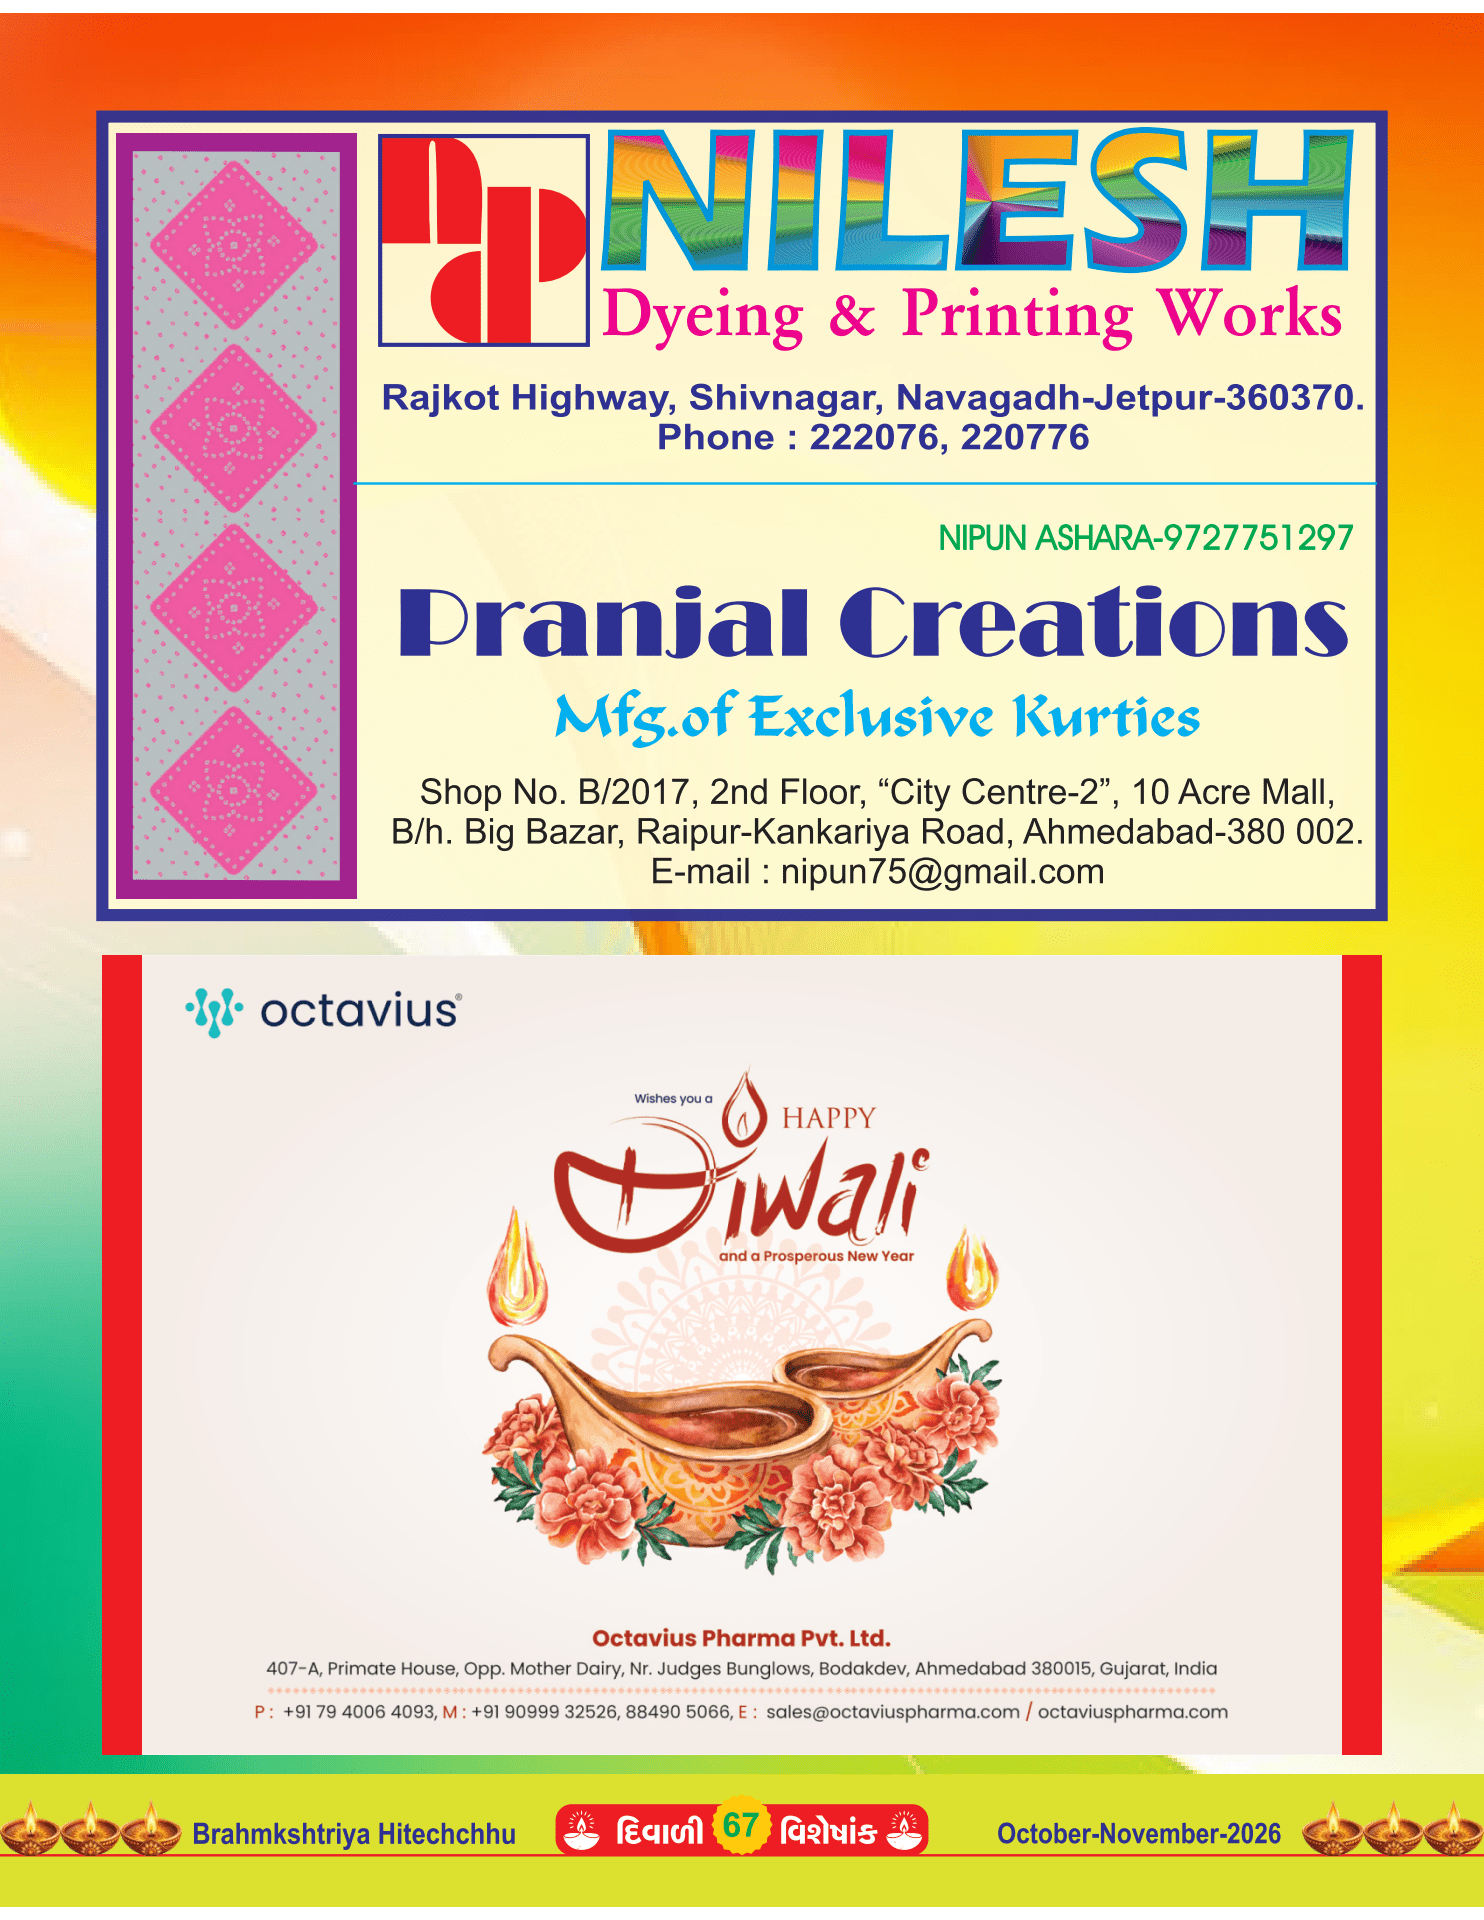 ndp
NILESH
Dyeing & Printing Works
Rajkot Highway, Shivnagar, Navagadh-Jetpur-360370.
Phone : 222076, 220776
NIPUN ASHARA-9727751297
Pranjal Creations
Mfg.of Exclusive Kurties
Shop No. B/2017, 2nd Floor, “City Centre-2”, 10 Acre Mall,
B/h. Big Bazar, Raipur-Kankariya Road, Ahmedabad-380 002.
E-mail : nipun75@gmail.com
octavius®
Wishes you a
HAPPY
Diwali
and a Prosperous New Year
Octavius Pharma Pvt. Ltd.
407-A, Primate House, Opp. Mother Dairy, Nr. Judges Bunglows, Bodakdev, Ahmedabad 380015, Gujarat, India
P : +91 79 4006 4093, M : +91 90999 32526, 88490 5066, E : sales@octaviuspharma.com / octaviuspharma.com
Brahmkshtriya Hitechchhu
દિવાળી 67 વિશેષાંક
October-November-2026